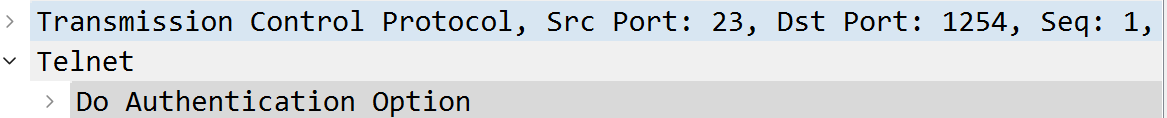 Transmission Control Protocol, Src Port: 23, Dst Port: 1254, Seq: 1,
Telnet
Do Authentication Option